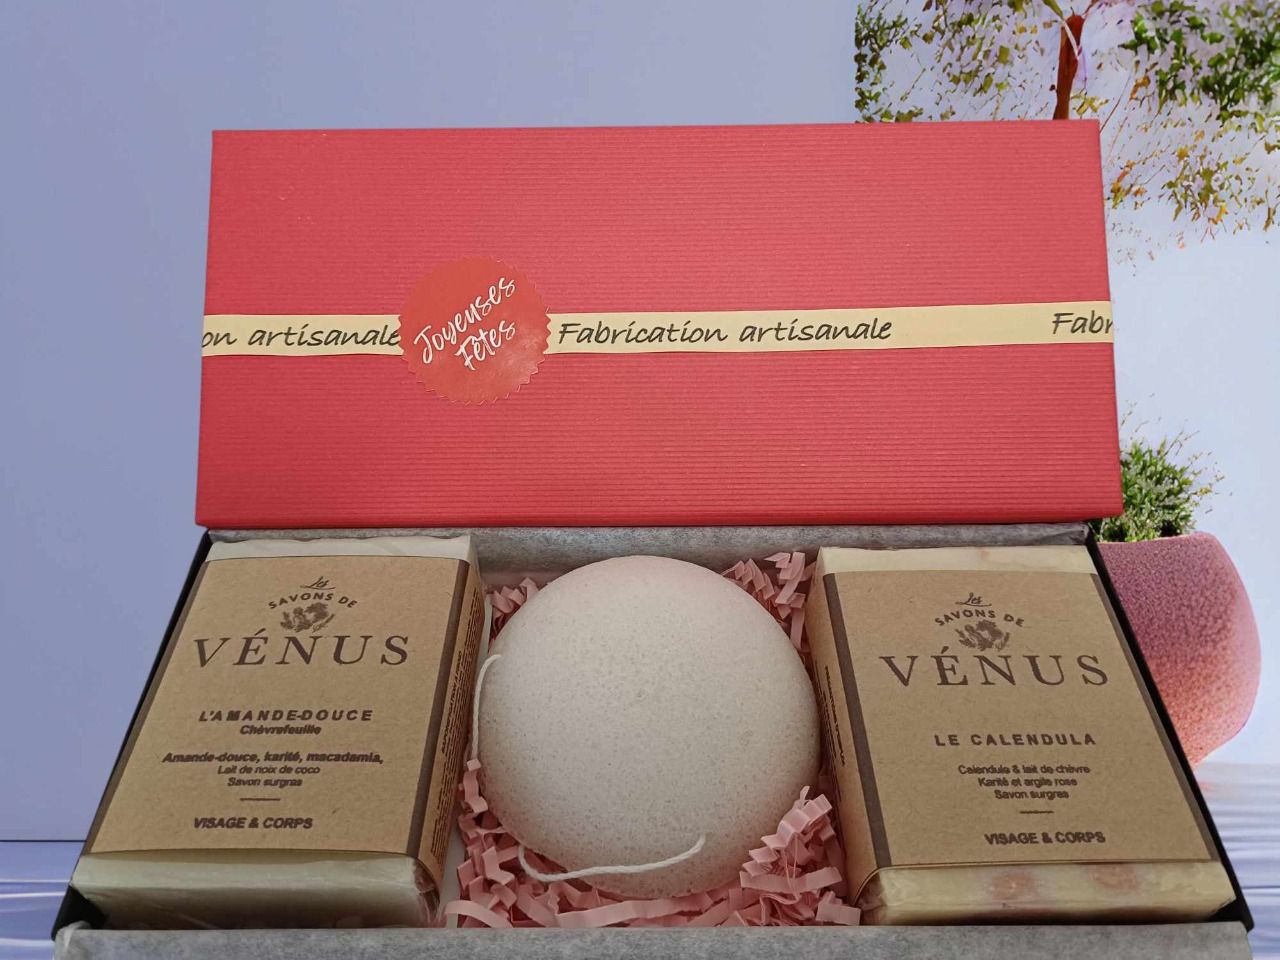 on artisanale
Joyeuses
Fêtes
Fabrication artisanale
Fabr
Les
SAVONS DE
VÉNUS
L'AMANDE-DOUCE
Chèvrefeuille
Amande-douce, karité, macadamia,
Lait de noix de coco
Savon surgras
VISAGE & CORPS
Les
SAVONS DE
VÉNUS
LE CALENDULA
Calendula & lait de chèvre
Karité et argile rose
Savon surgras
VISAGE & CORPS